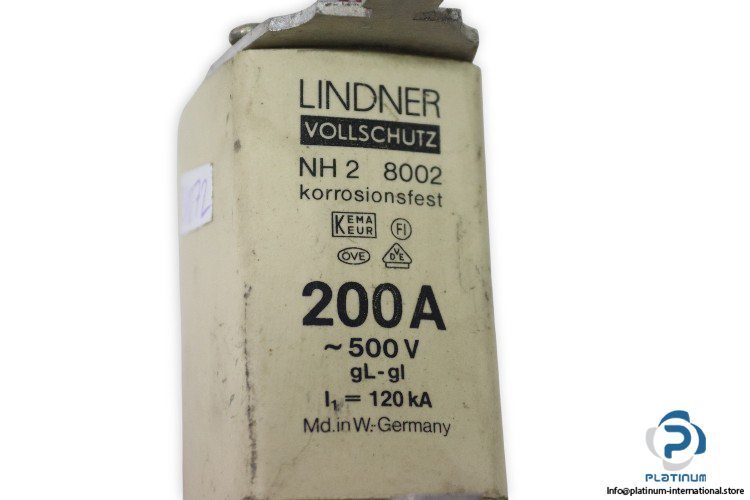 LINDNER
VOLLSCHUTZ
NH 2 8002
korrosionsfest
KEMA KEUR FI
ÖVE VDE
200 A
~ 500 V
gL-gI
I₁ = 120 kA
Md. in W.-Germany
PLATINUM
Info@platinum-international.store